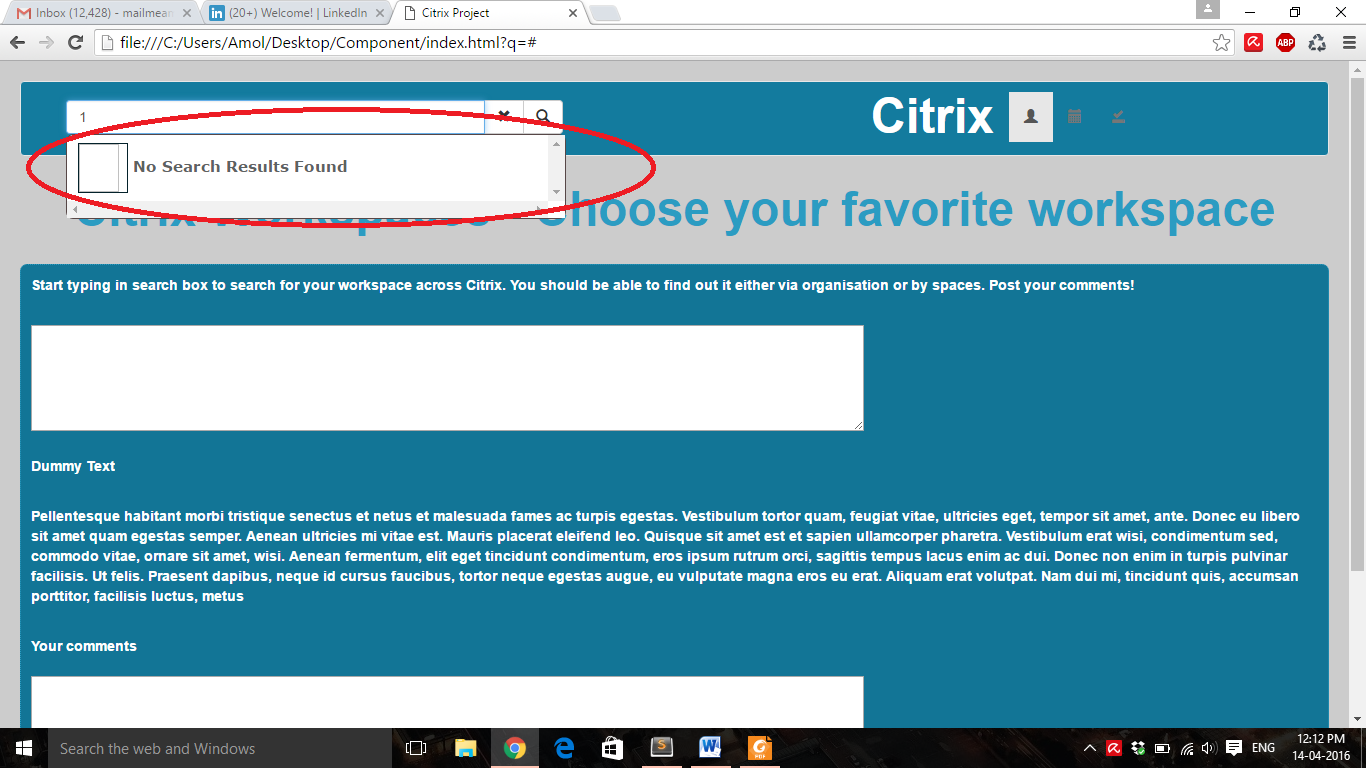 Inbox (12,428) - mailmean
(20+) Welcome! | LinkedIn
Citrix Project
file:///C:/Users/Amol/Desktop/Component/index.html?q=#
ABP
1
Citrix
No Search Results Found
Choose your favorite workspace
Start typing in search box to search for your workspace across Citrix. You should be able to find out it either via organisation or by spaces. Post your comments!
Dummy Text
Pellentesque habitant morbi tristique senectus et netus et malesuada fames ac turpis egestas. Vestibulum tortor quam, feugiat vitae, ultricies eget, tempor sit amet, ante. Donec eu libero
sit amet quam egestas semper. Aenean ultricies mi vitae est. Mauris placerat eleifend leo. Quisque sit amet est et sapien ullamcorper pharetra. Vestibulum erat wisi, condimentum sed,
commodo vitae, ornare sit amet, wisi. Aenean fermentum, elit eget tincidunt condimentum, eros ipsum rutrum orci, sagittis tempus lacus enim ac dui. Donec non enim in turpis pulvinar
facilisis. Ut felis. Praesent dapibus, neque id cursus faucibus, tortor neque egestas augue, eu vulputate magna eros eu erat. Aliquam erat volutpat. Nam dui mi, tincidunt quis, accumsan
porttitor, facilisis luctus, metus
Your comments
Search the web and Windows
ENG
12:12 PM
14-04-2016